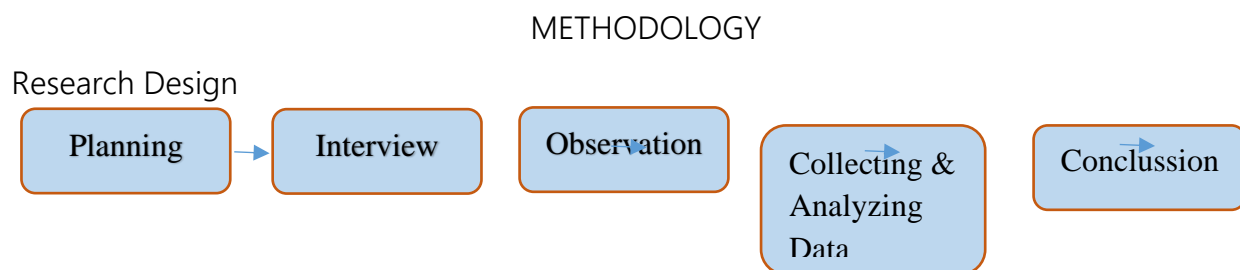 METHODOLOGY
Research Design
Planning
Interview
Observation
Collecting &
Analyzing
Data
Conclussion